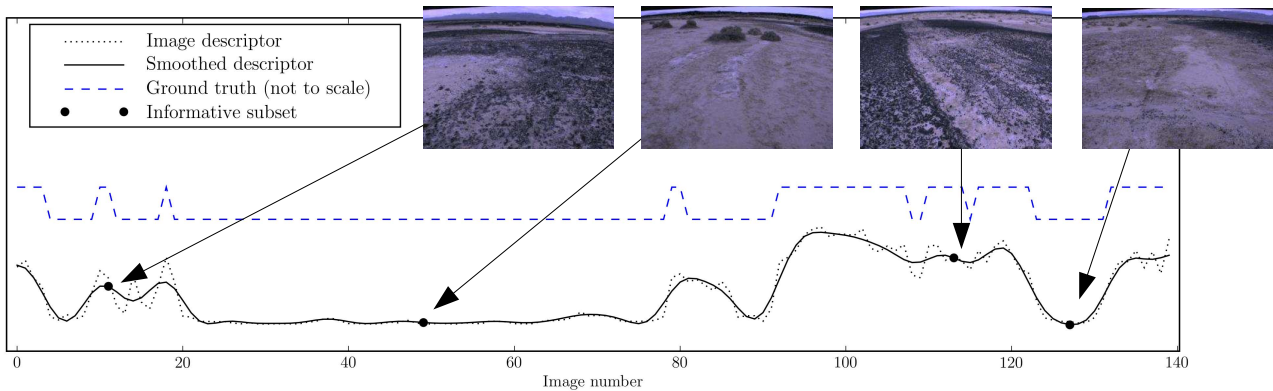 Image descriptor
Smoothed descriptor
Ground truth (not to scale)
Informative subset
0 20 40 60 80 100 120 140
Image number